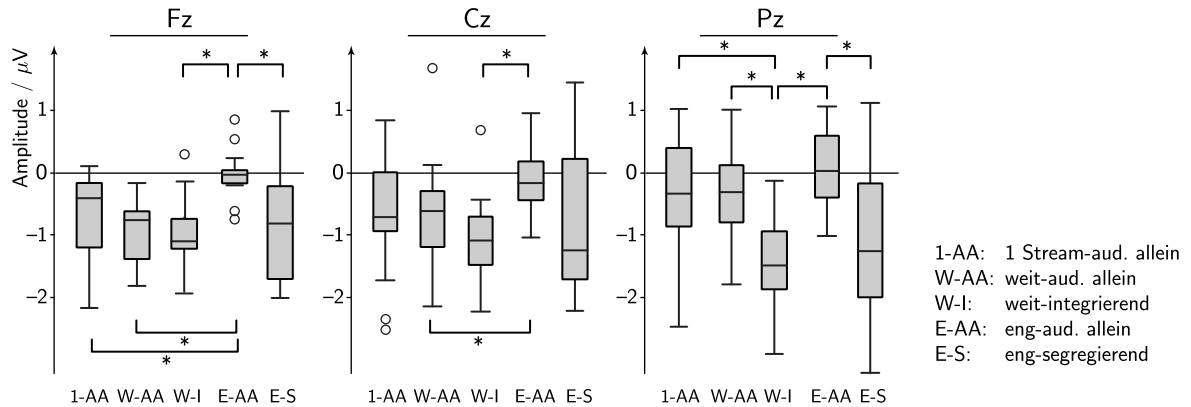 Fz
Cz
Pz
Amplitude / μV
* *
*
* *
* *
1 1 1
0 0 0
−1 −1 −1
−2 −2 −2
*
*
*
1-AA W-AA W-I E-AA E-S
1-AA W-AA W-I E-AA E-S
1-AA W-AA W-I E-AA E-S
1-AA: 1 Stream-aud. allein
W-AA: weit-aud. allein
W-I: weit-integrierend
E-AA: eng-aud. allein
E-S: eng-segregierend